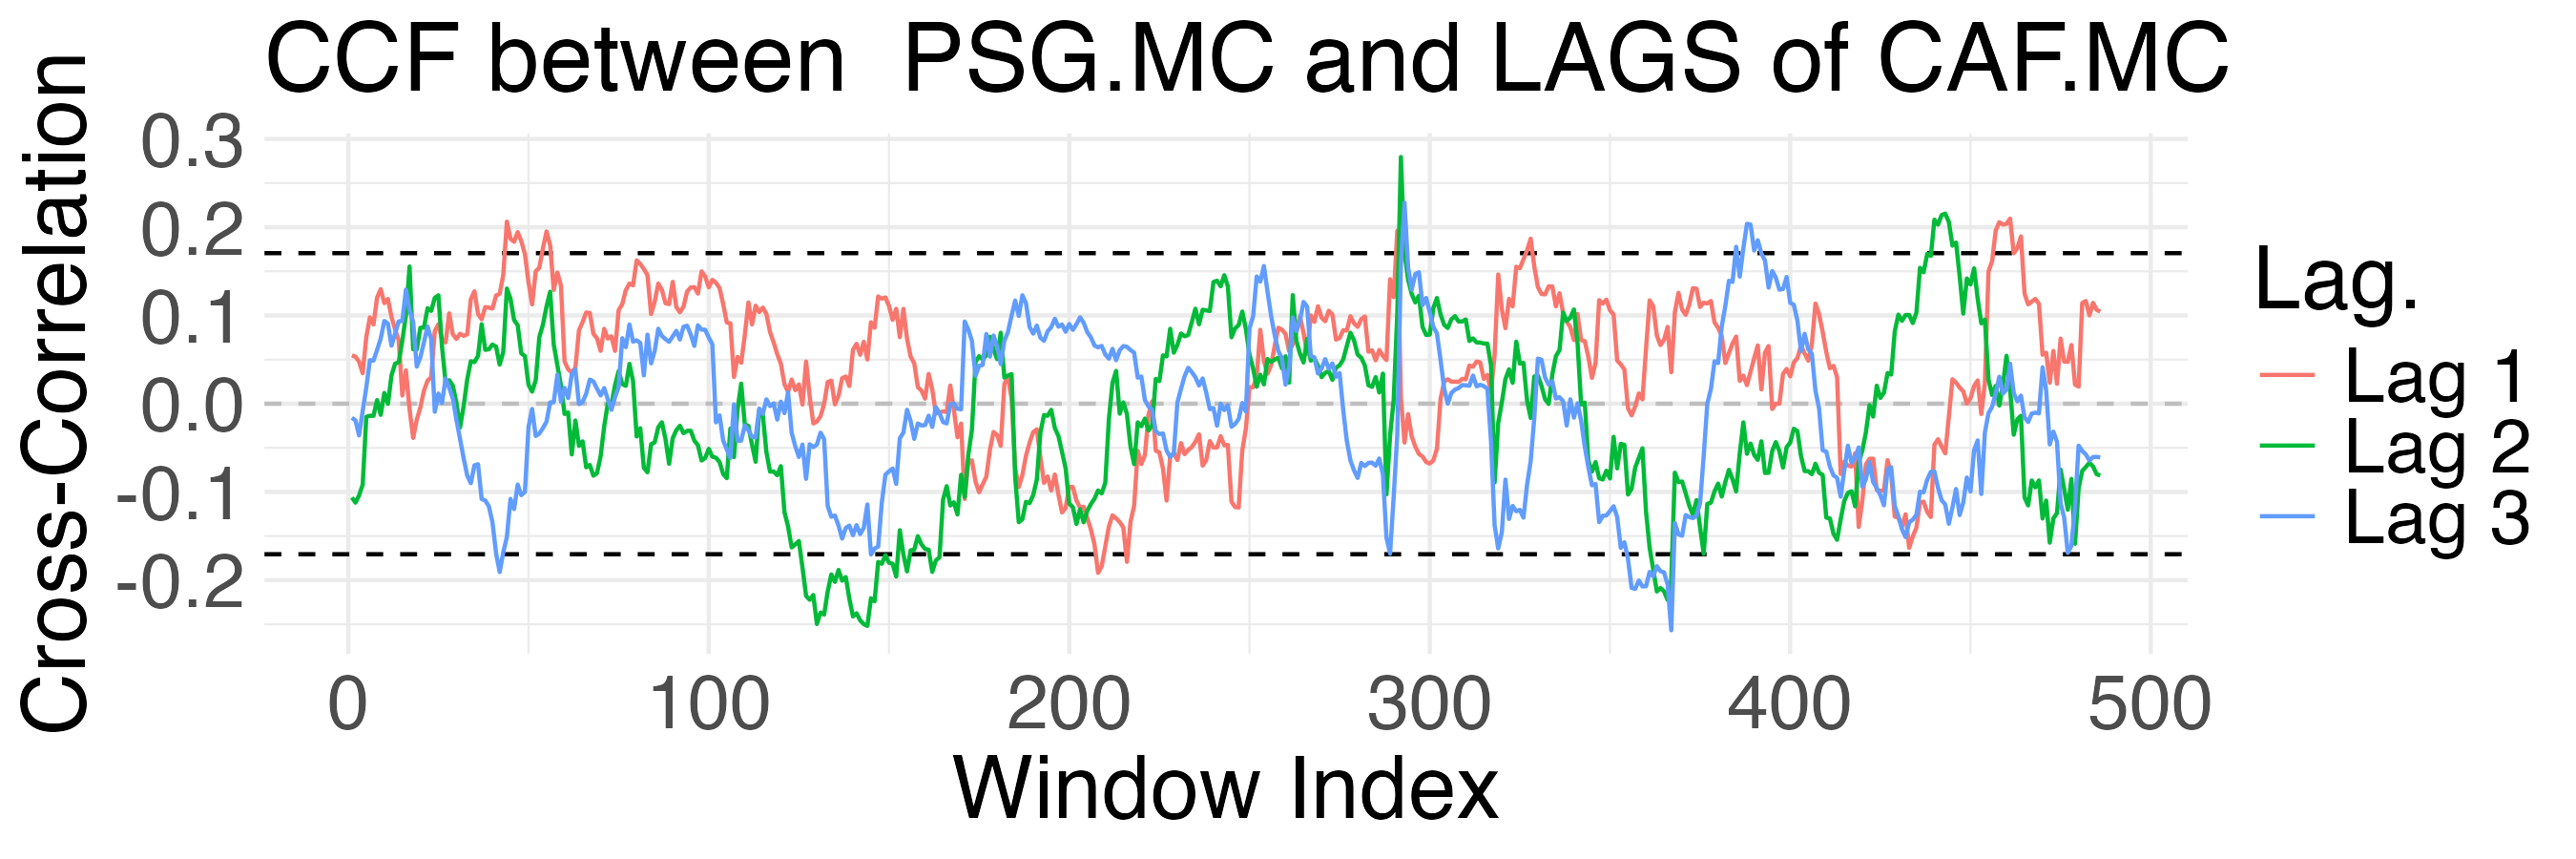 CCF between  PSG.MC and LAGS of CAF.MC
Cross-Correlation
0.3
0.2
0.1
0.0
-0.1
-0.2
0 100 200 300 400 500
Window Index
Lag.
Lag 1
Lag 2
Lag 3